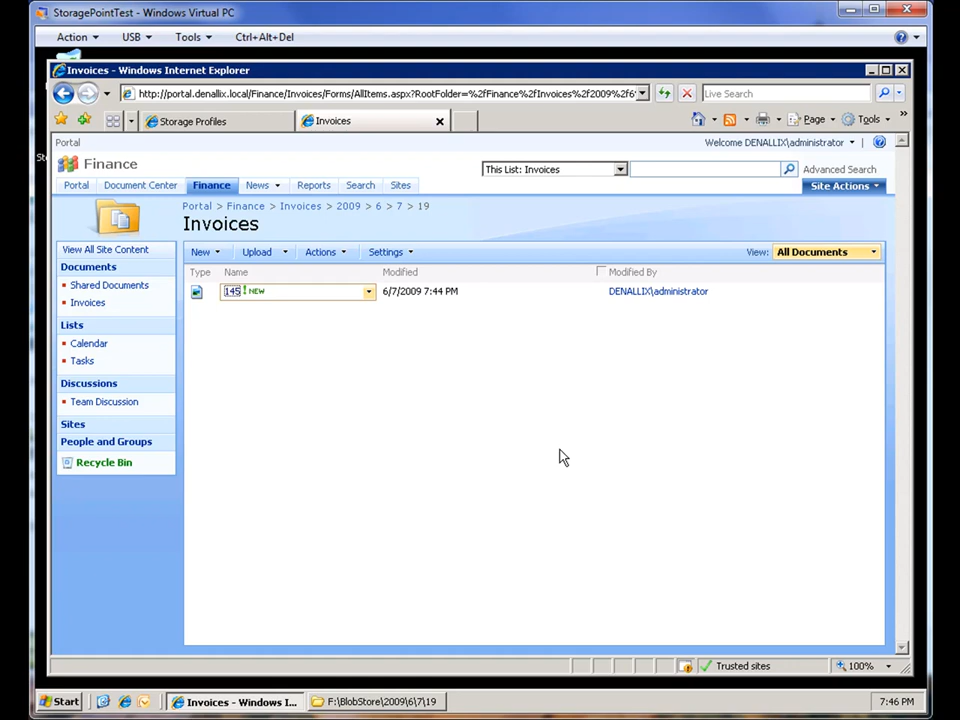 StoragePointTest - Windows Virtual PC
Action USB Tools Ctrl+Alt+Del
Invoices - Windows Internet Explorer
http://portal.denallix.local/Finance/Invoices/Forms/AllItems.aspx?RootFolder=%2fFinance%2fInvoices%2f2009%2f6 Live Search
Storage Profiles Invoices Page Tools
Portal Welcome DENALLIX\administrator
Finance This List: Invoices Advanced Search
Portal Document Center Finance News Reports Search Sites Site Actions
Portal > Finance > Invoices > 2009 > 6 > 7 > 19
Invoices
View All Site Content
New Upload Actions Settings View: All Documents
Documents
Type Name Modified Modified By
Shared Documents
145 ! NEW 6/7/2009 7:44 PM DENALLIX\administrator
Invoices
Lists
Calendar
Tasks
Discussions
Team Discussion
Sites
People and Groups
Recycle Bin
Trusted sites 100%
Start Invoices - Windows I... F:\BlobStore\2009\6\7\19 7:46 PM